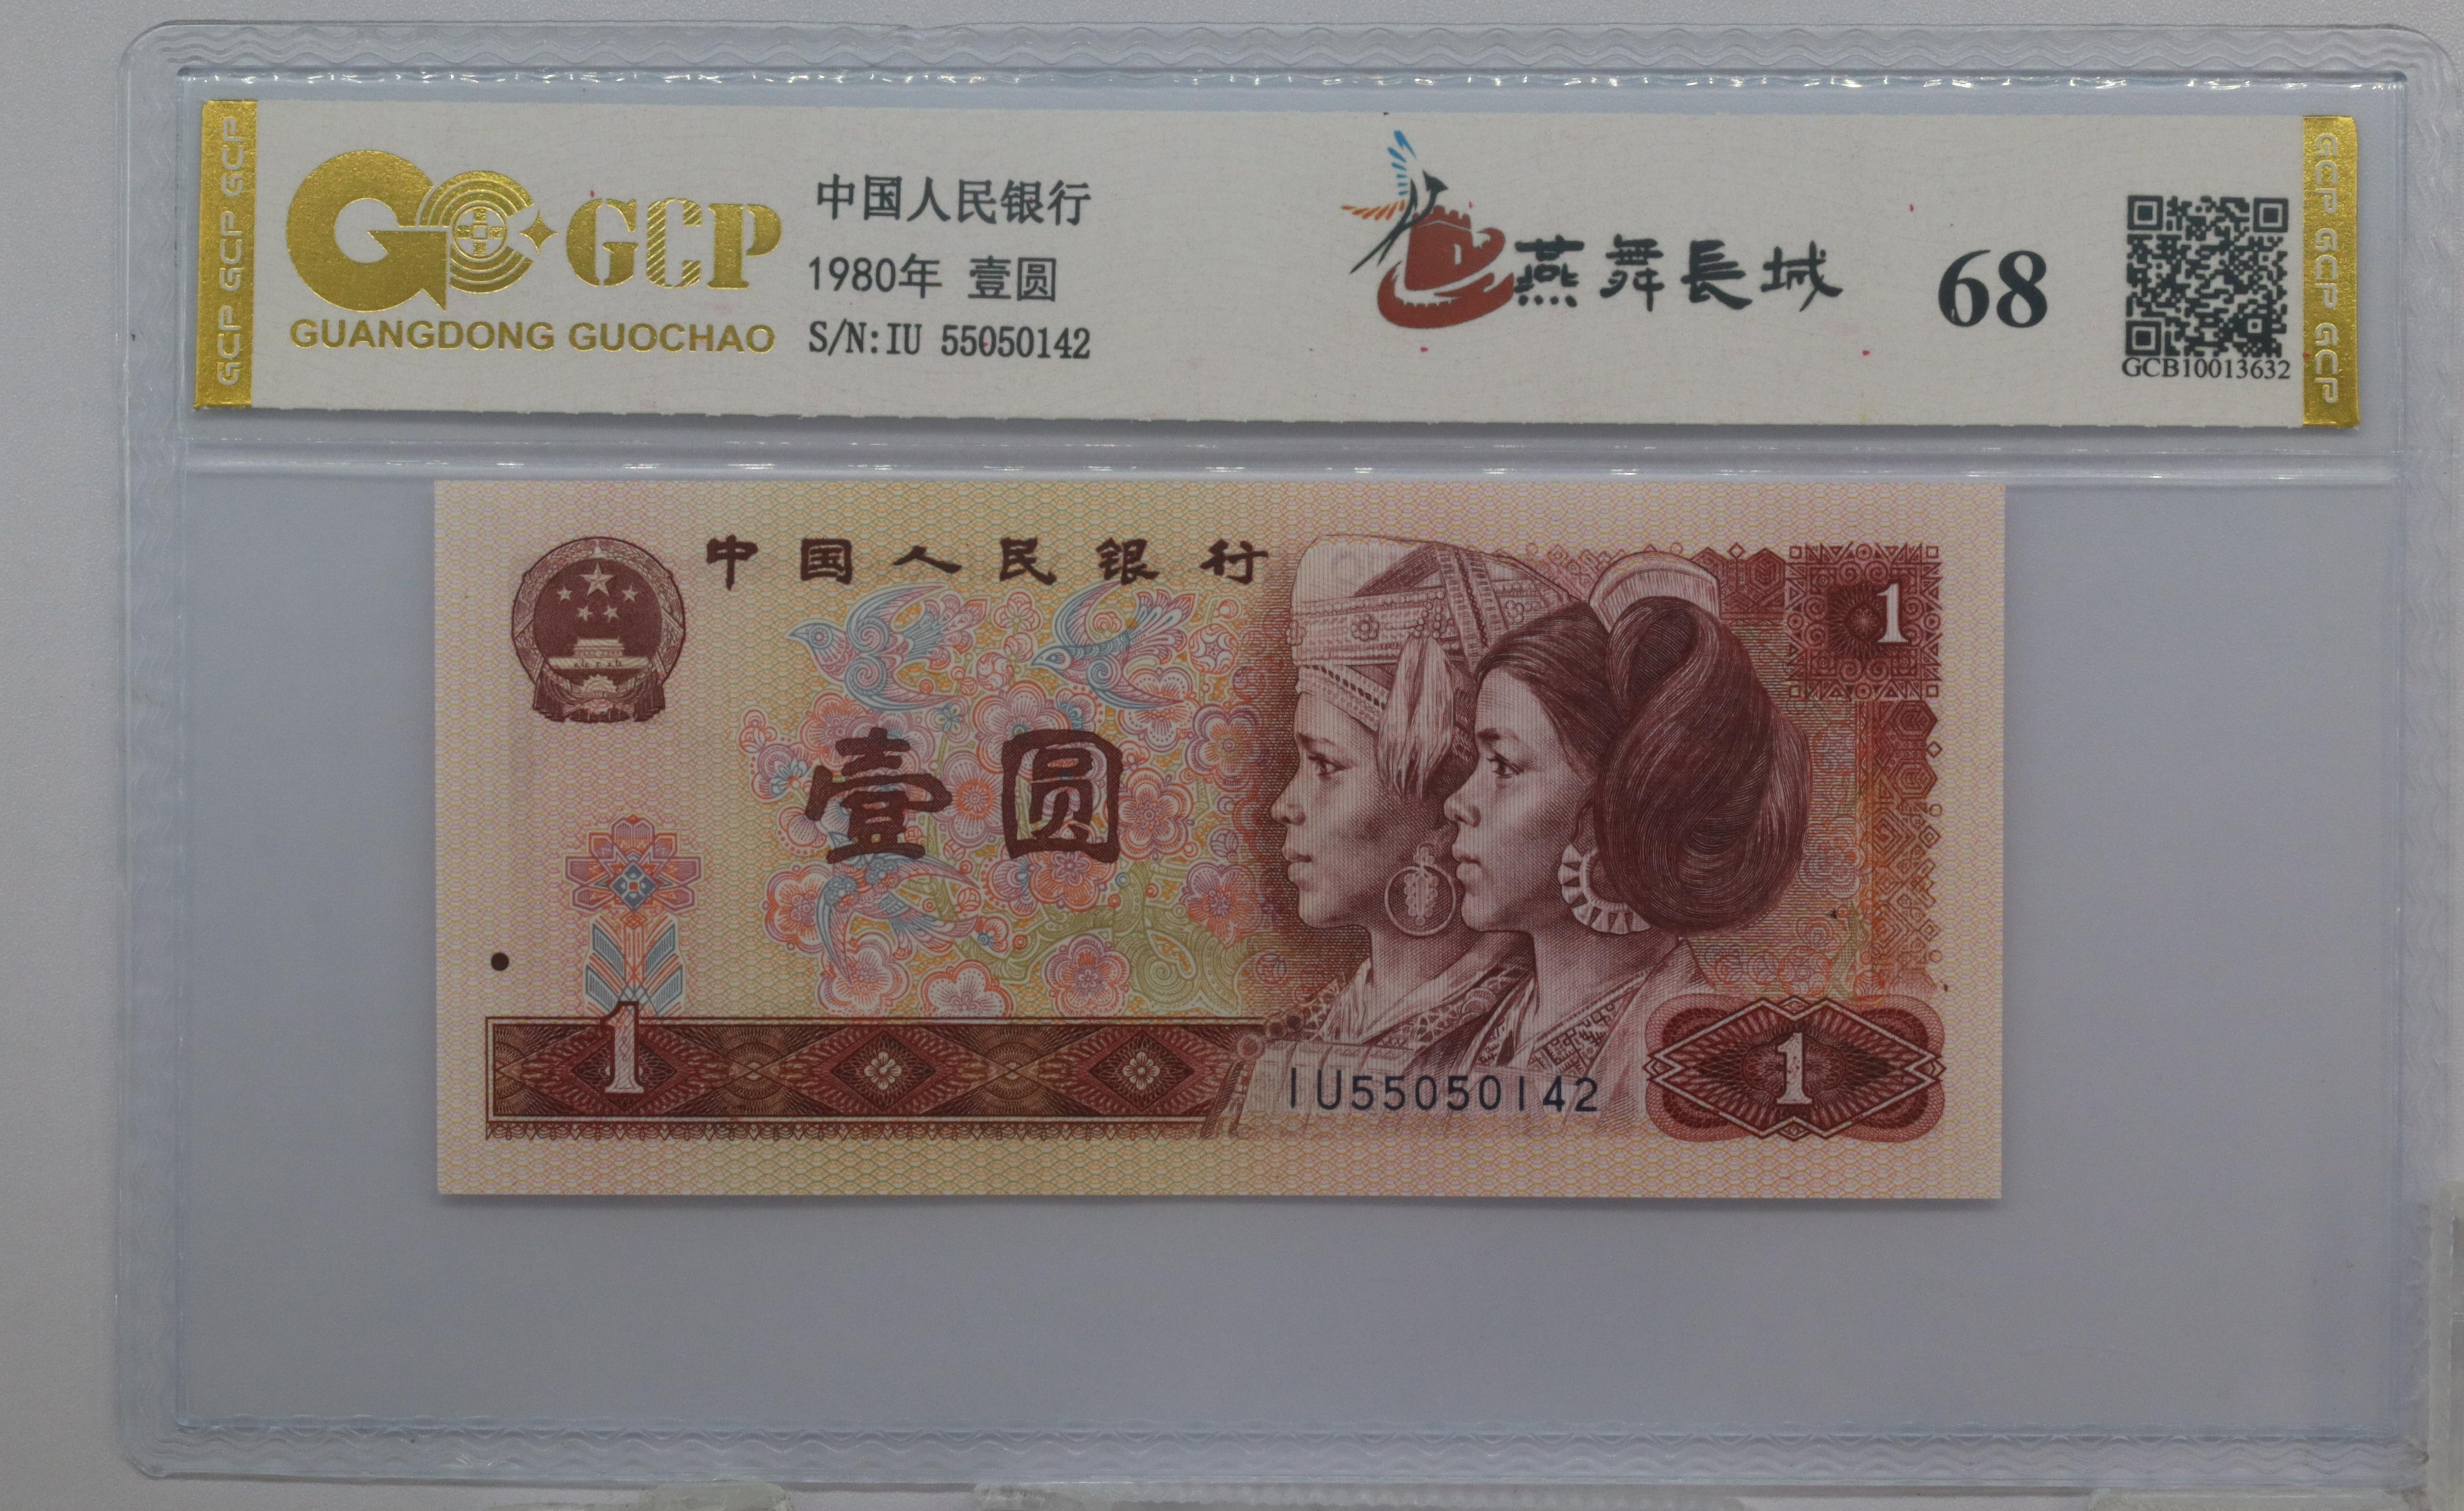 GCP GCP GCP
GCP
GUANGDONG GUOCHAO
中国人民银行
1980年 壹圆
S/N:IU 55050142
燕舞長城
68
GCB10013632
GCP GCP GCP
中国人民银行
1
壹圆
1
IU55050142
1